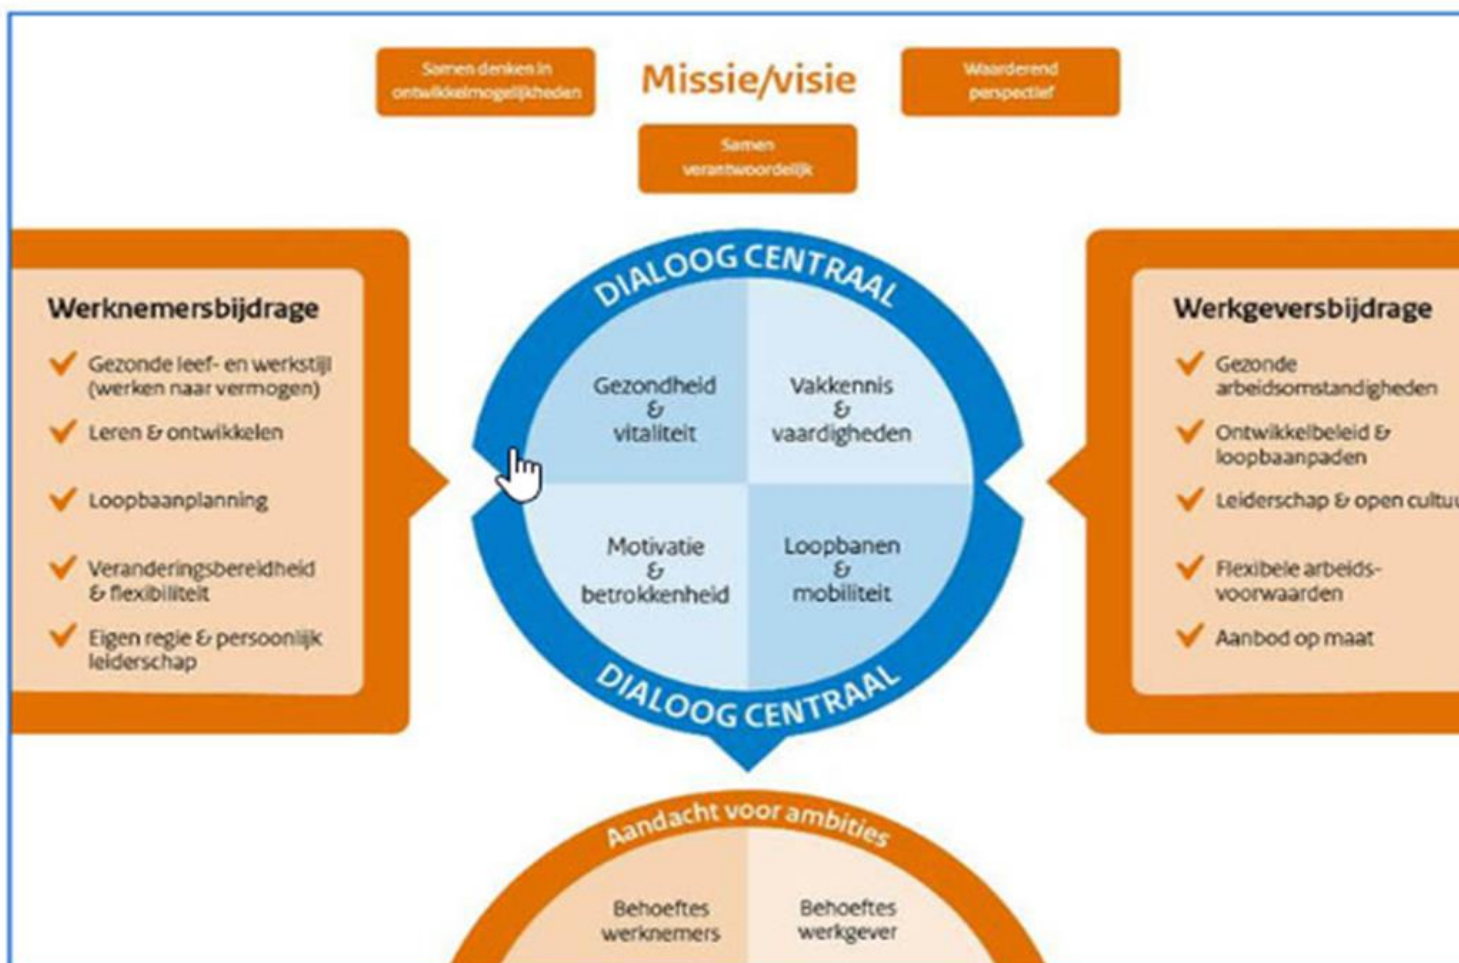 Samen denken in
ontwikkelmogelijkheden
Missie/visie
Waarderend
perspectief
Samen
verantwoordelijk
Werknemersbijdrage
Gezonde leef- en werkstijl
(werken naar vermogen)
Leren & ontwikkelen
Loopbaanplanning
Veranderingsbereidheid
& flexibiliteit
Eigen regie & persoonlijk
leiderschap
DIALOOG CENTRAAL
Gezondheid
&
vitaliteit
Vakkennis
&
vaardigheden
Motivatie
&
betrokkenheid
Loopbanen
&
mobiliteit
DIALOOG CENTRAAL
Werkgeversbijdrage
Gezonde
arbeidsomstandigheden
Ontwikkelbeleid &
loopbaanpaden
Leiderschap & open cultuu
Flexibele arbeids-
voorwaarden
Aanbod op maat
Aandacht voor ambities
Behoeftes
werknemers
Behoeftes
werkgever